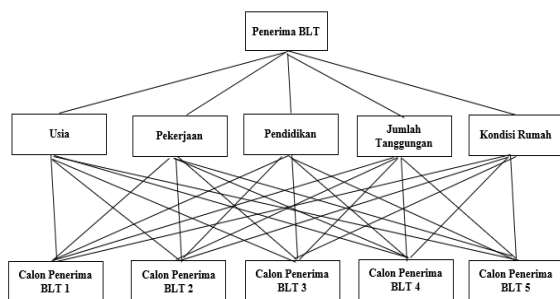 Penerima BLT
Usia
Pekerjaan
Pendidikan
Jumlah
Tanggungan
Kondisi Rumah
Calon Penerima
BLT 1
Calon Penerima
BLT 2
Calon Penerima
BLT 3
Calon Penerima
BLT 4
Calon Penerima
BLT 5